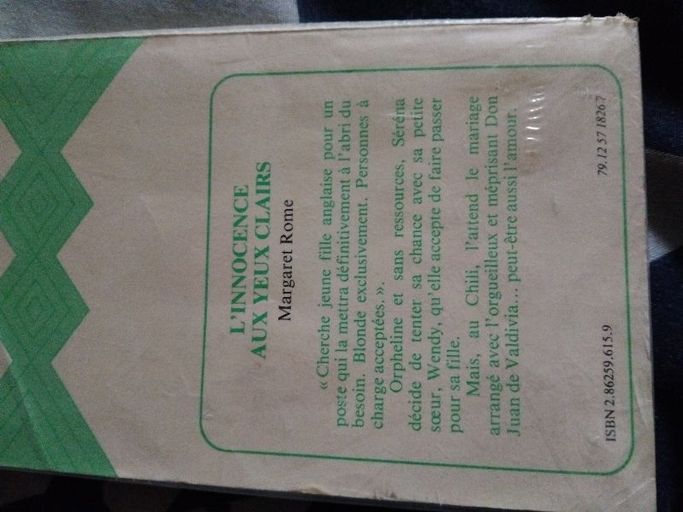 L'INNOCENCE
AUX YEUX CLAIRS
Margaret Rome
« Cherche jeune fille anglaise pour un
poste qui la mettra définitivement à l'abri du
besoin. Blonde exclusivement. Personnes à
charge acceptées. ».
Orpheline et sans ressources, Séréna
décide de tenter sa chance avec sa petite
sœur, Wendy, qu'elle accepte de faire passer
pour sa fille.
Mais, au Chili, l'attend le mariage
arrangé avec l'orgueilleux et méprisant Don
Juan de Valdivia... peut-être aussi l'amour.
ISBN 2.86259.615.9
79.12 57 1826 7